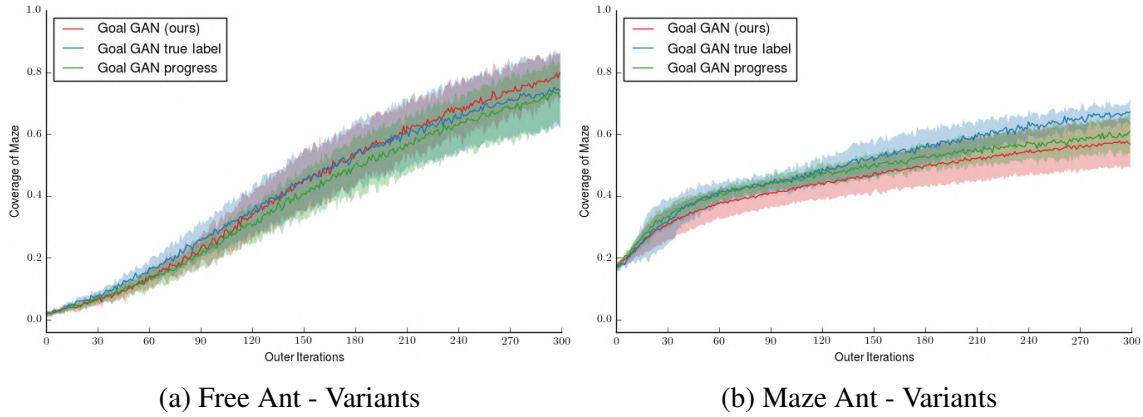 1.0
0.8
0.6
0.4
0.2
0.0
Coverage of Maze
Goal GAN (ours)
Goal GAN true label
Goal GAN progress
0 30 60 90 120 150 180 210 240 270 300
Outer Iterations
(a) Free Ant - Variants
1.0
0.8
0.6
0.4
0.2
0.0
Coverage of Maze
Goal GAN (ours)
Goal GAN true label
Goal GAN progress
0 30 60 90 120 150 180 210 240 270 300
Outer Iterations
(b) Maze Ant - Variants